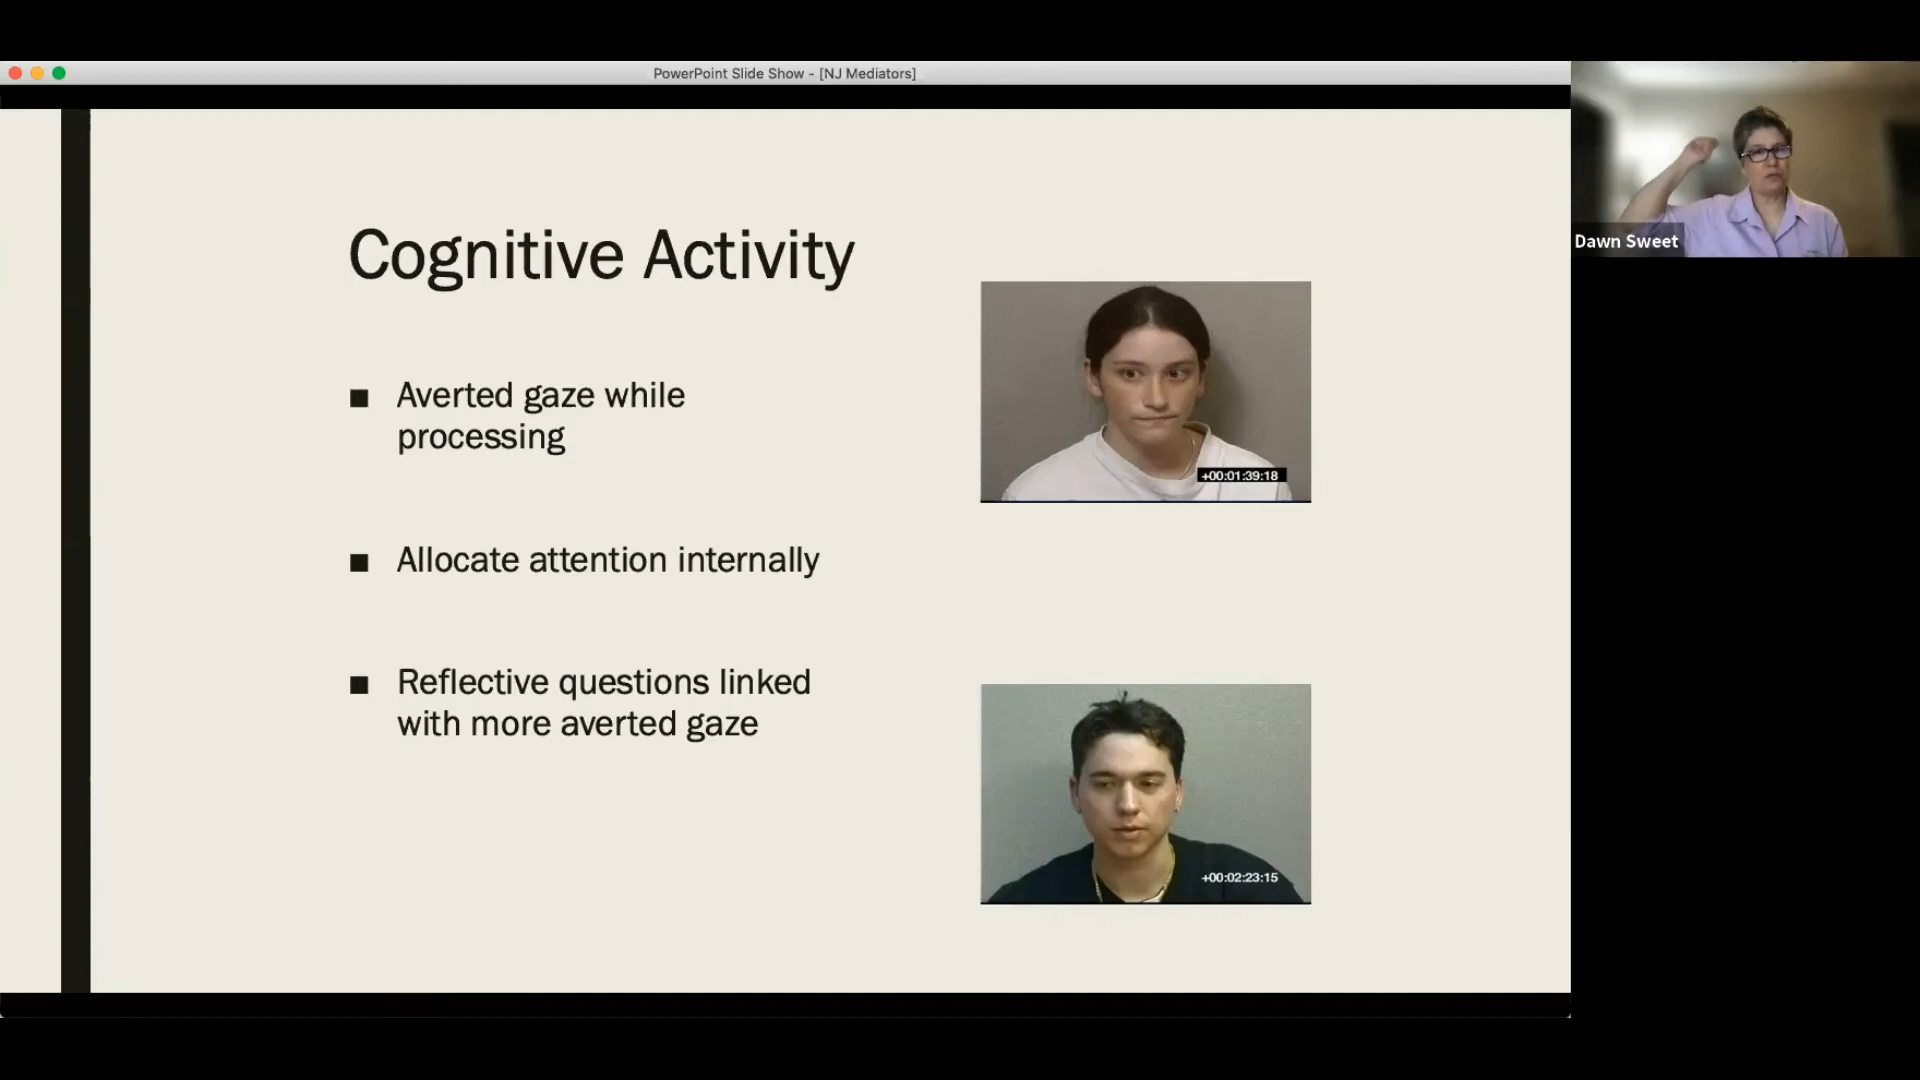 PowerPoint Slide Show - [NJ Mediators]
Cognitive Activity
■ Averted gaze while
processing
■ Allocate attention internally
■ Reflective questions linked
with more averted gaze
+00:01:39:18
+00:02:23:15
Dawn Sweet